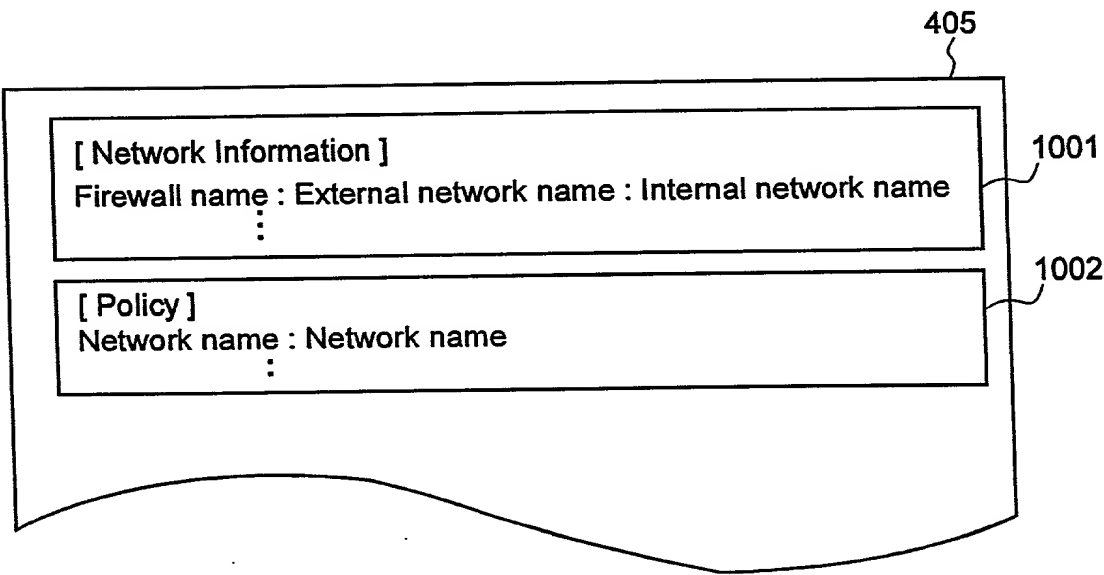 405
[ Network Information ]
1001
Firewall name : External network name : Internal network name
⋮
1002
[ Policy ]
Network name : Network name
⋮